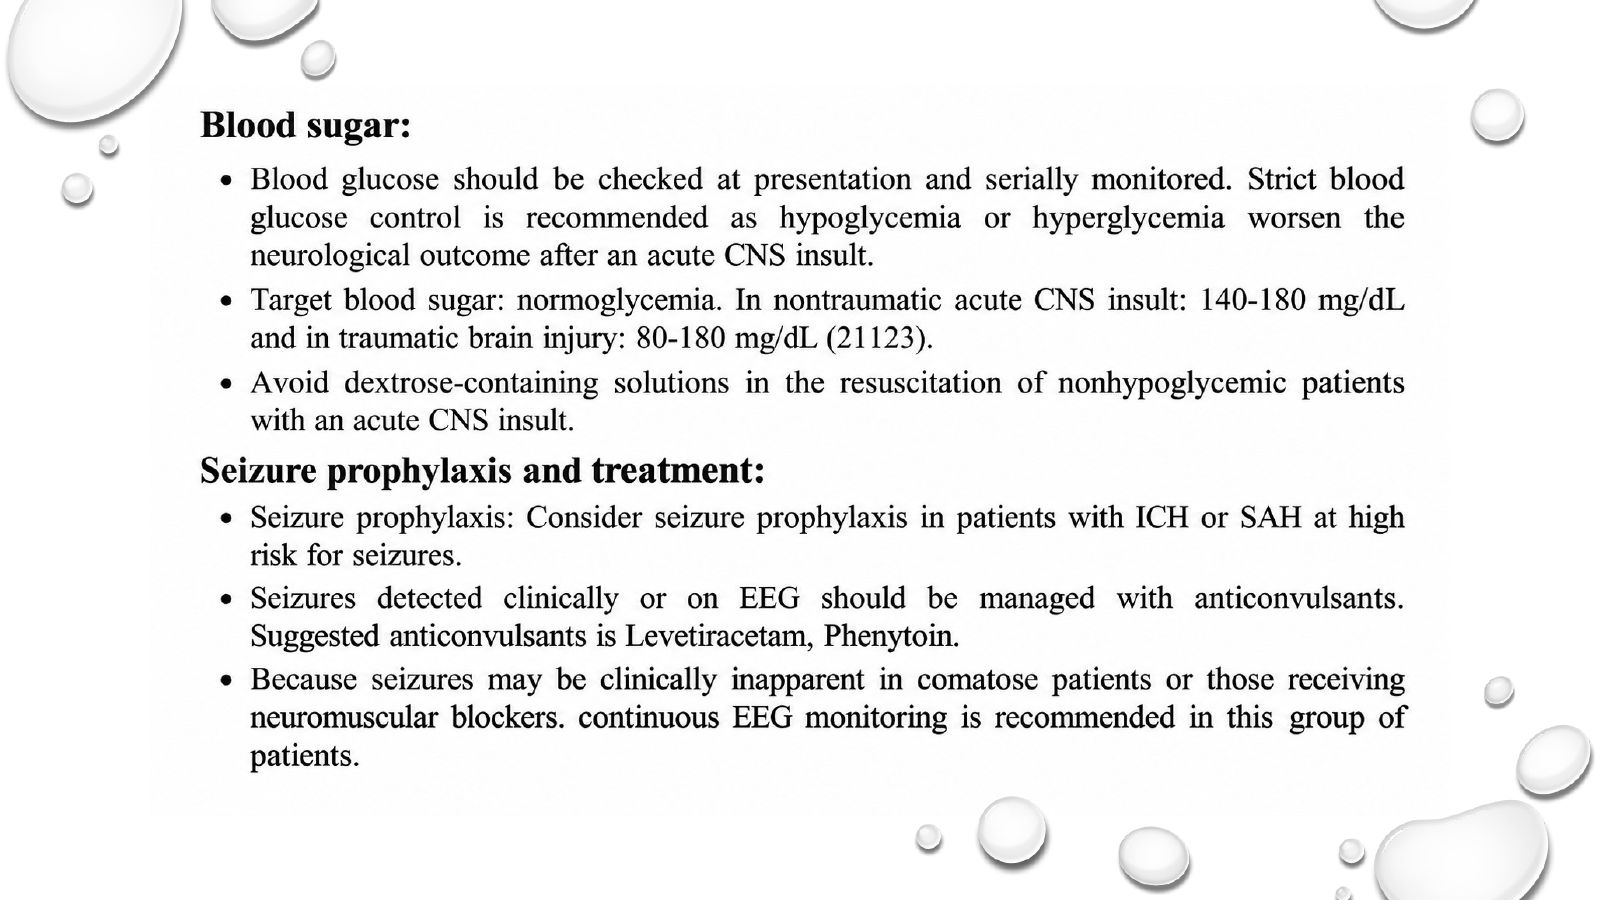 Blood sugar:
• Blood glucose should be checked at presentation and serially monitored. Strict blood
glucose control is recommended as hypoglycemia or hyperglycemia worsen the
neurological outcome after an acute CNS insult.
• Target blood sugar: normoglycemia. In nontraumatic acute CNS insult: 140-180 mg/dL
and in traumatic brain injury: 80-180 mg/dL (21123).
• Avoid dextrose-containing solutions in the resuscitation of nonhypoglycemic patients
with an acute CNS insult.
Seizure prophylaxis and treatment:
• Seizure prophylaxis: Consider seizure prophylaxis in patients with ICH or SAH at high
risk for seizures.
• Seizures detected clinically or on EEG should be managed with anticonvulsants.
Suggested anticonvulsants is Levetiracetam, Phenytoin.
• Because seizures may be clinically inapparent in comatose patients or those receiving
neuromuscular blockers. continuous EEG monitoring is recommended in this group of
patients.